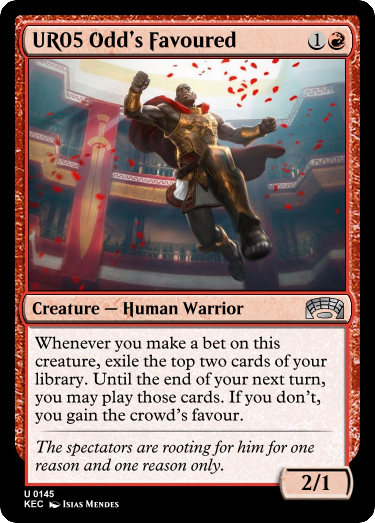 UR05 Odd's Favoured
1
Creature — Human Warrior
Whenever you make a bet on this
creature, exile the top two cards of your
library. Until the end of your next turn,
you may play those cards. If you don't,
you gain the crowd's favour.
The spectators are rooting for him for one
reason and one reason only.
2/1
U 0145
KEC Isias Mendes